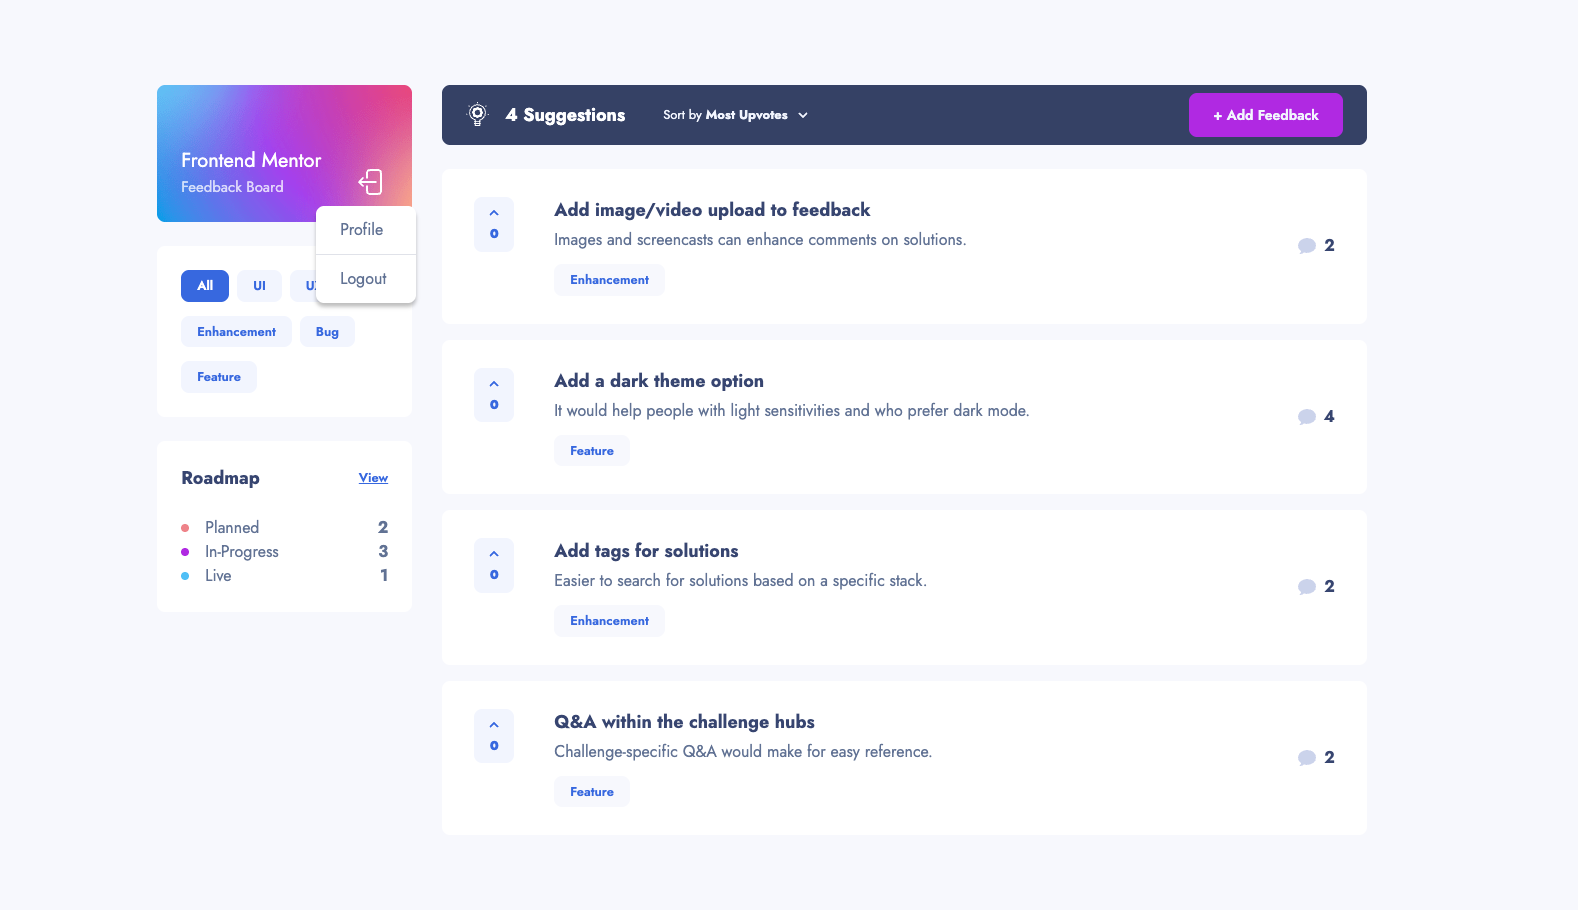 Frontend Mentor
Feedback Board
Profile
Logout
All
UI
Enhancement
Bug
Feature
Roadmap
View
Planned 2
In-Progress 3
Live 1
4 Suggestions
Sort by Most Upvotes
+ Add Feedback
0
Add image/video upload to feedback
Images and screencasts can enhance comments on solutions.
Enhancement
2
0
Add a dark theme option
It would help people with light sensitivities and who prefer dark mode.
Feature
4
0
Add tags for solutions
Easier to search for solutions based on a specific stack.
Enhancement
2
0
Q&A within the challenge hubs
Challenge-specific Q&A would make for easy reference.
Feature
2